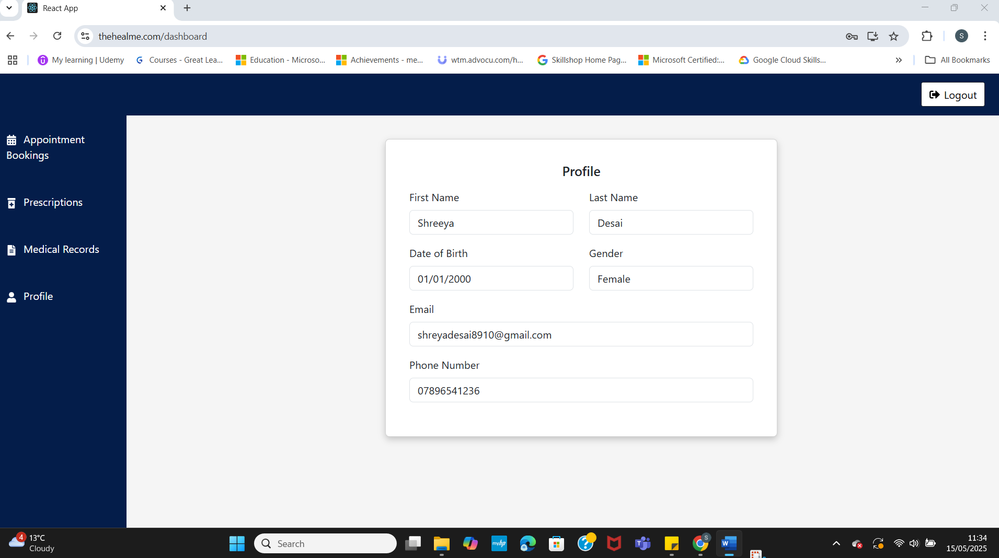 React App
thehealme.com/dashboard
S
My learning | Udemy
Courses - Great Lea...
Education - Microso...
Achievements - me...
wtm.advocu.com/h...
Skillshop Home Pag...
Microsoft Certified:...
Google Cloud Skills...
All Bookmarks
Logout
Appointment
Bookings
Prescriptions
Medical Records
Profile
Profile
First Name
Last Name
Shreeya
Desai
Date of Birth
Gender
01/01/2000
Female
Email
shreyadesai8910@gmail.com
Phone Number
07896541236
4
13°C
Cloudy
Search
myhp
?
T
S
W
11:34
15/05/2025